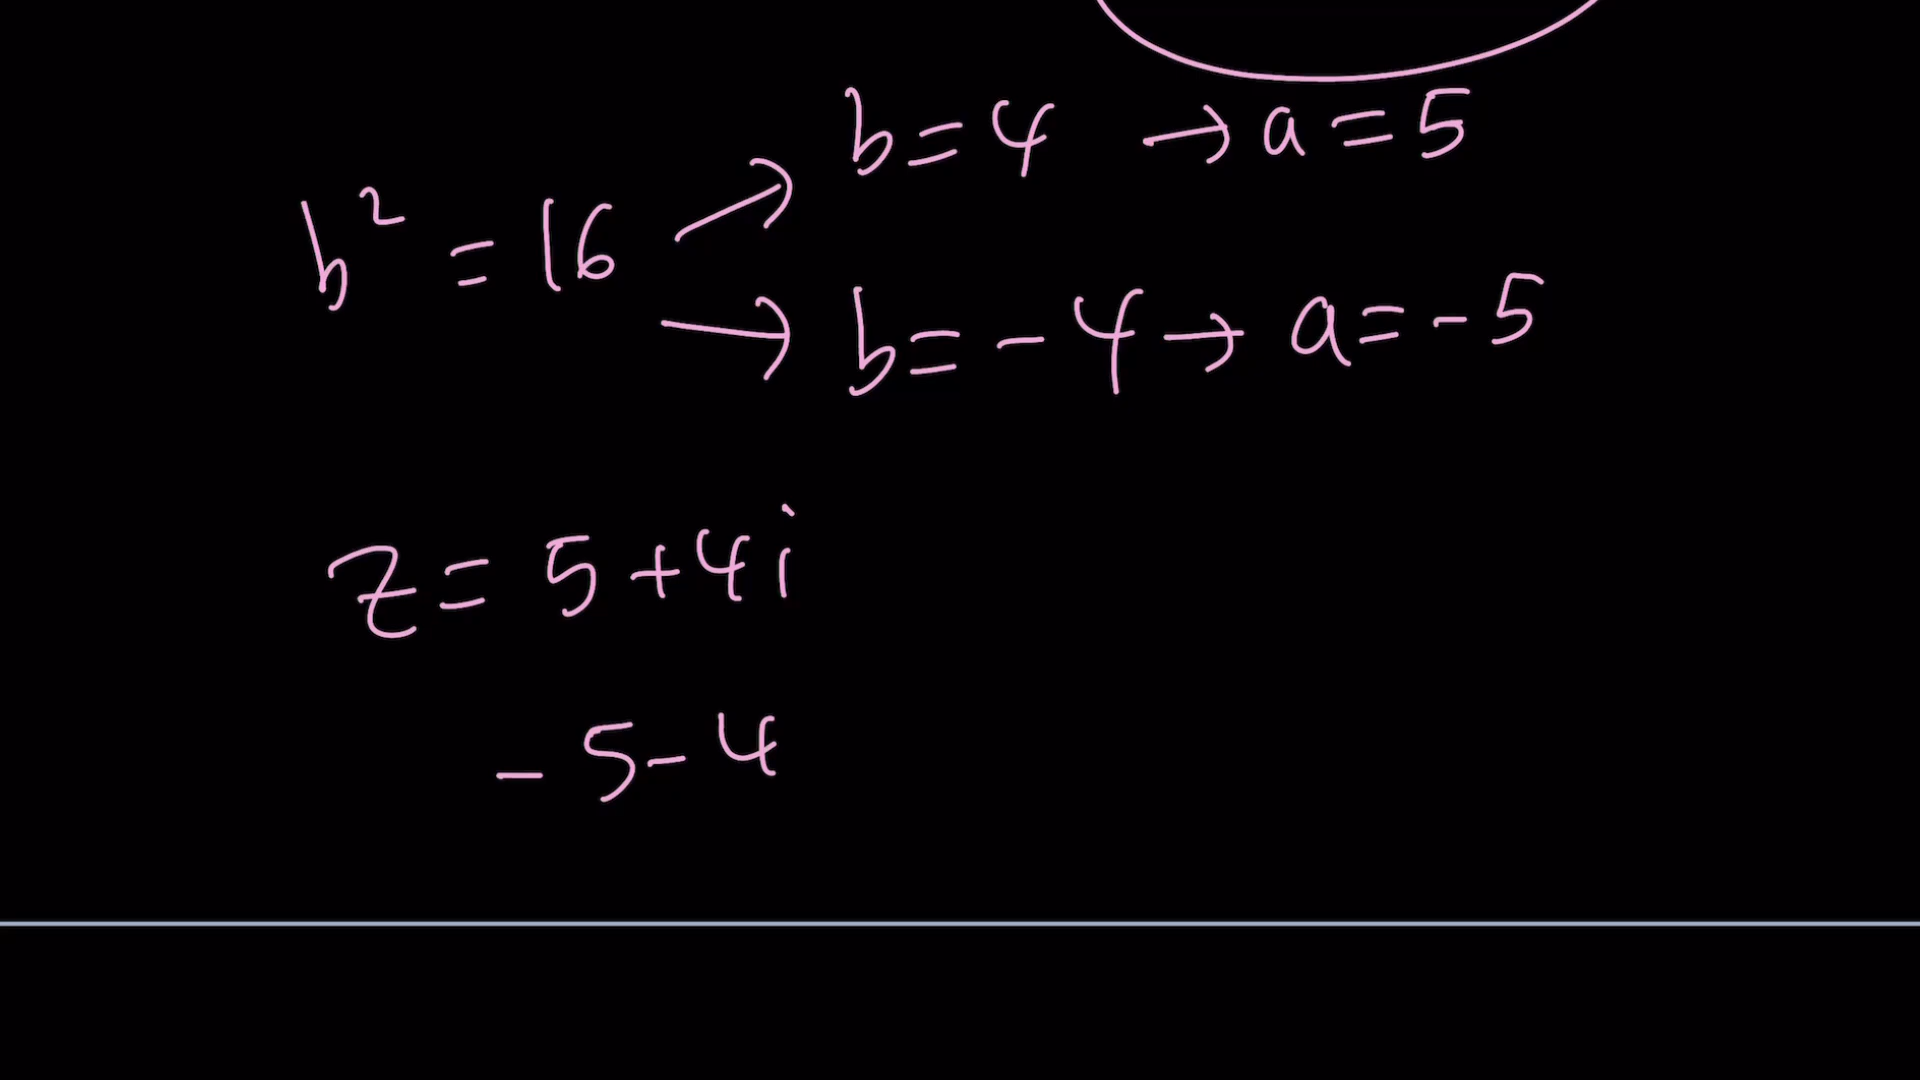 b = 4 → a = 5
b² = 16
b = -4 → a = -5
z = 5 + 4i
-5-4